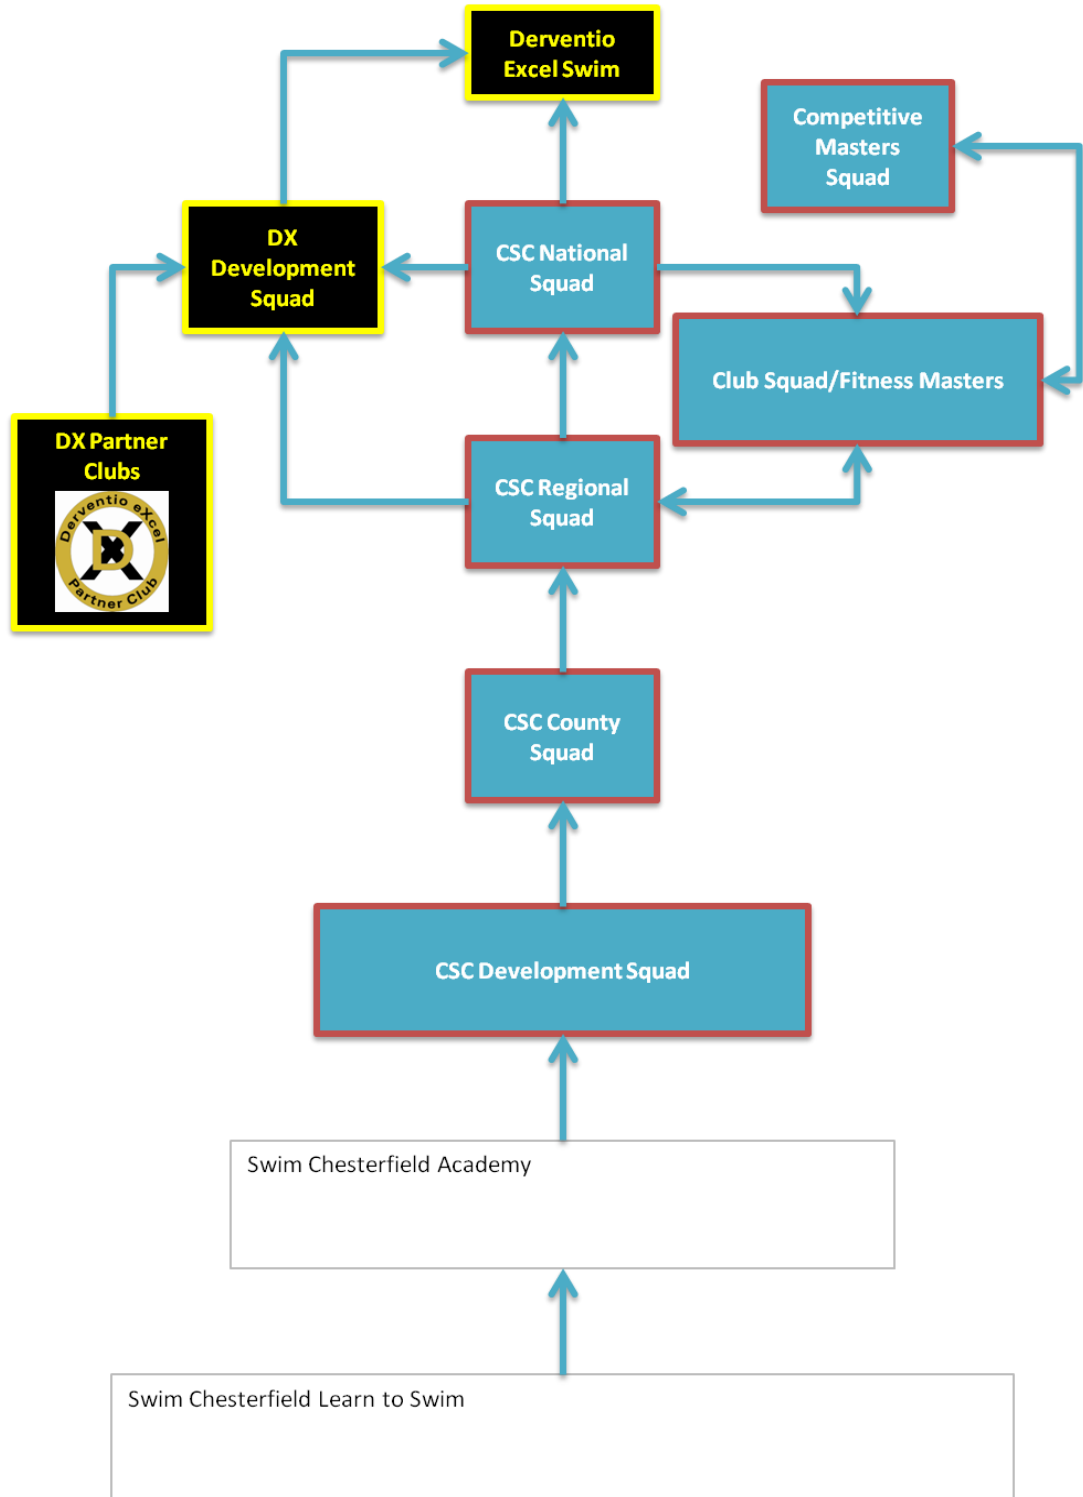 Derventio
Excel Swim
Competitive
Masters
Squad
DX
Development
Squad
CSC National
Squad
Club Squad/Fitness Masters
DX Partner
Clubs
Derventio eXcel
DX
Partner Club
CSC Regional
Squad
CSC County
Squad
CSC Development Squad
Swim Chesterfield Academy
Swim Chesterfield Learn to Swim